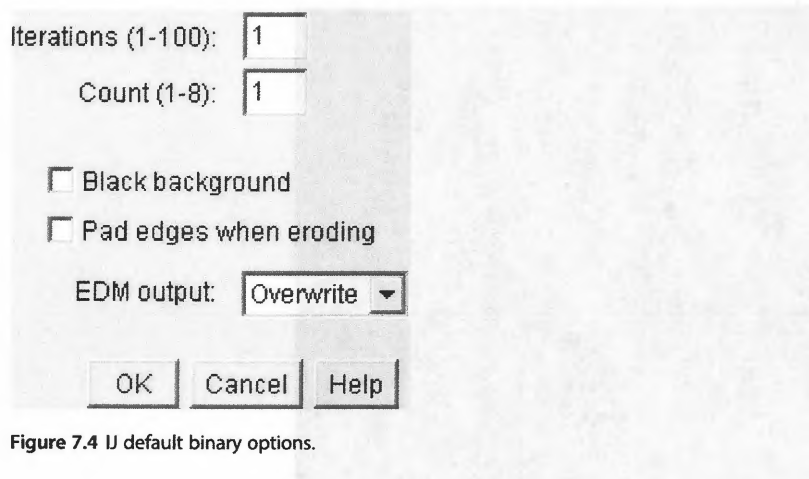 Iterations (1-100): 1
Count (1-8): 1
Black background
Pad edges when eroding
EDM output: Overwrite
OK Cancel Help
Figure 7.4 IJ default binary options.